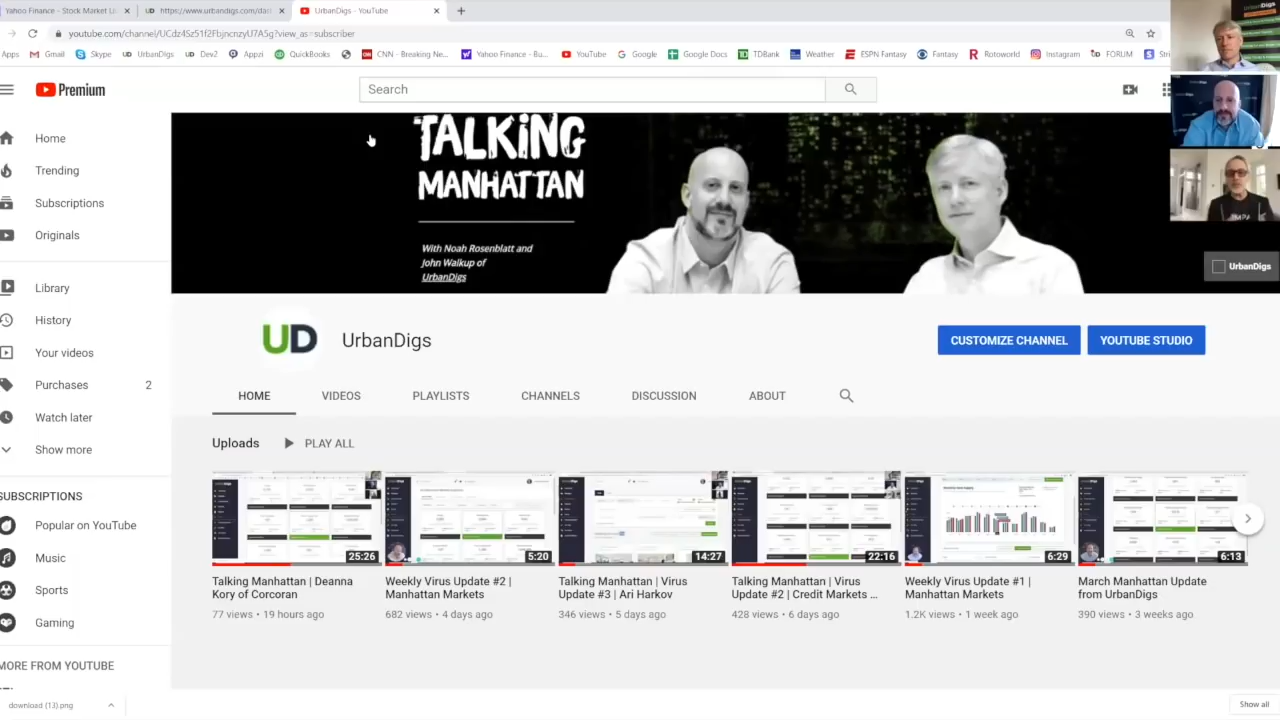 Yahoo Finance - Stock Market Li
UD https://www.urbandigs.com/das
UrbanDigs - YouTube
youtube.com/channel/UCdz4Sz51f2FbjncnzyU7A5g?view_as=subscriber
Apps
Gmail
Skype
UD UrbanDigs
UD Dev2
Appzi
QuickBooks
CNN - Breaking Ne...
Yahoo Finance - Bu...
YouTube
Google
Google Docs
TDBank
Weather
ESPN Fantasy
Fantasy
Rotoworld
Instagram
UD FORUM
Stri
Premium
Search
Home
Trending
Subscriptions
Originals
Library
History
Your videos
Purchases 2
Watch later
Show more
SUBSCRIPTIONS
Popular on YouTube
Music
Sports
Gaming
MORE FROM YOUTUBE
TALKING
MANHATTAN
With Noah Rosenblatt and
John Walkup of
UrbanDigs
UrbanDigs
UD
UrbanDigs
CUSTOMIZE CHANNEL
YOUTUBE STUDIO
HOME
VIDEOS
PLAYLISTS
CHANNELS
DISCUSSION
ABOUT
Uploads
PLAY ALL
25:26
5:20
14:27
22:16
6:29
6:13
Talking Manhattan | Deanna
Kory of Corcoran
77 views • 19 hours ago
Weekly Virus Update #2 |
Manhattan Markets
682 views • 4 days ago
Talking Manhattan | Virus
Update #3 | Ari Harkov
346 views • 5 days ago
Talking Manhattan | Virus
Update #2 | Credit Markets ...
428 views • 6 days ago
Weekly Virus Update #1 |
Manhattan Markets
1.2K views • 1 week ago
March Manhattan Update
from UrbanDigs
390 views • 3 weeks ago
download (13).png
Show all